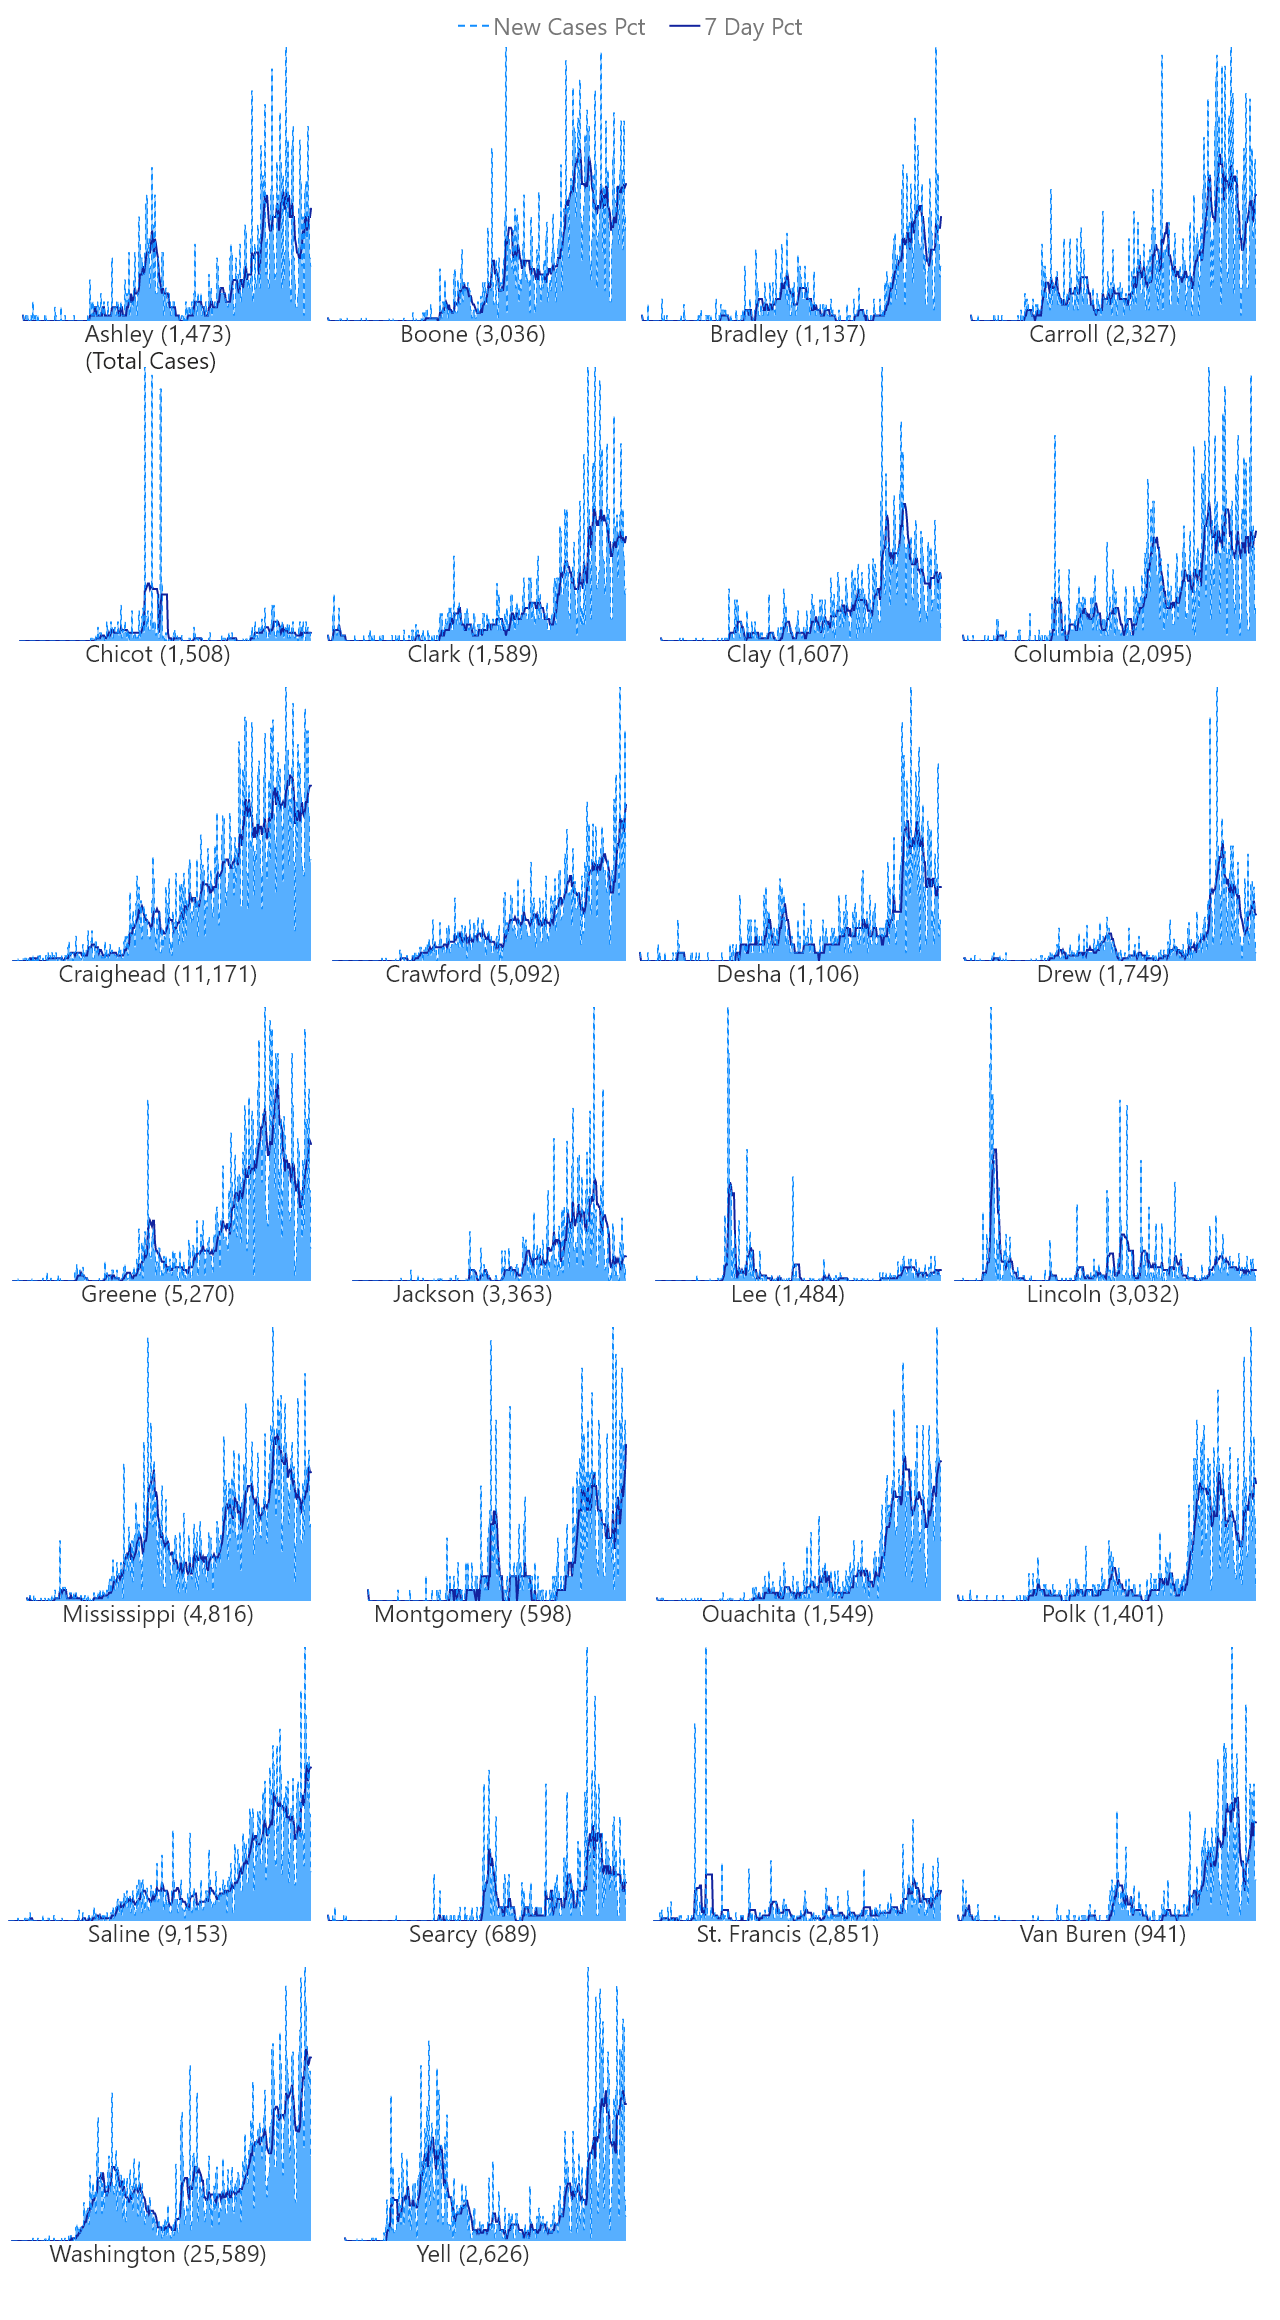 New Cases Pct 7 Day Pct
Ashley (1,473) Boone (3,036) Bradley (1,137) Carroll (2,327)
(Total Cases)
Chicot (1,508) Clark (1,589) Clay (1,607) Columbia (2,095)
Craighead (11,171) Crawford (5,092) Desha (1,106) Drew (1,749)
Greene (5,270) Jackson (3,363) Lee (1,484) Lincoln (3,032)
Mississippi (4,816) Montgomery (598) Ouachita (1,549) Polk (1,401)
Saline (9,153) Searcy (689) St. Francis (2,851) Van Buren (941)
Washington (25,589) Yell (2,626)